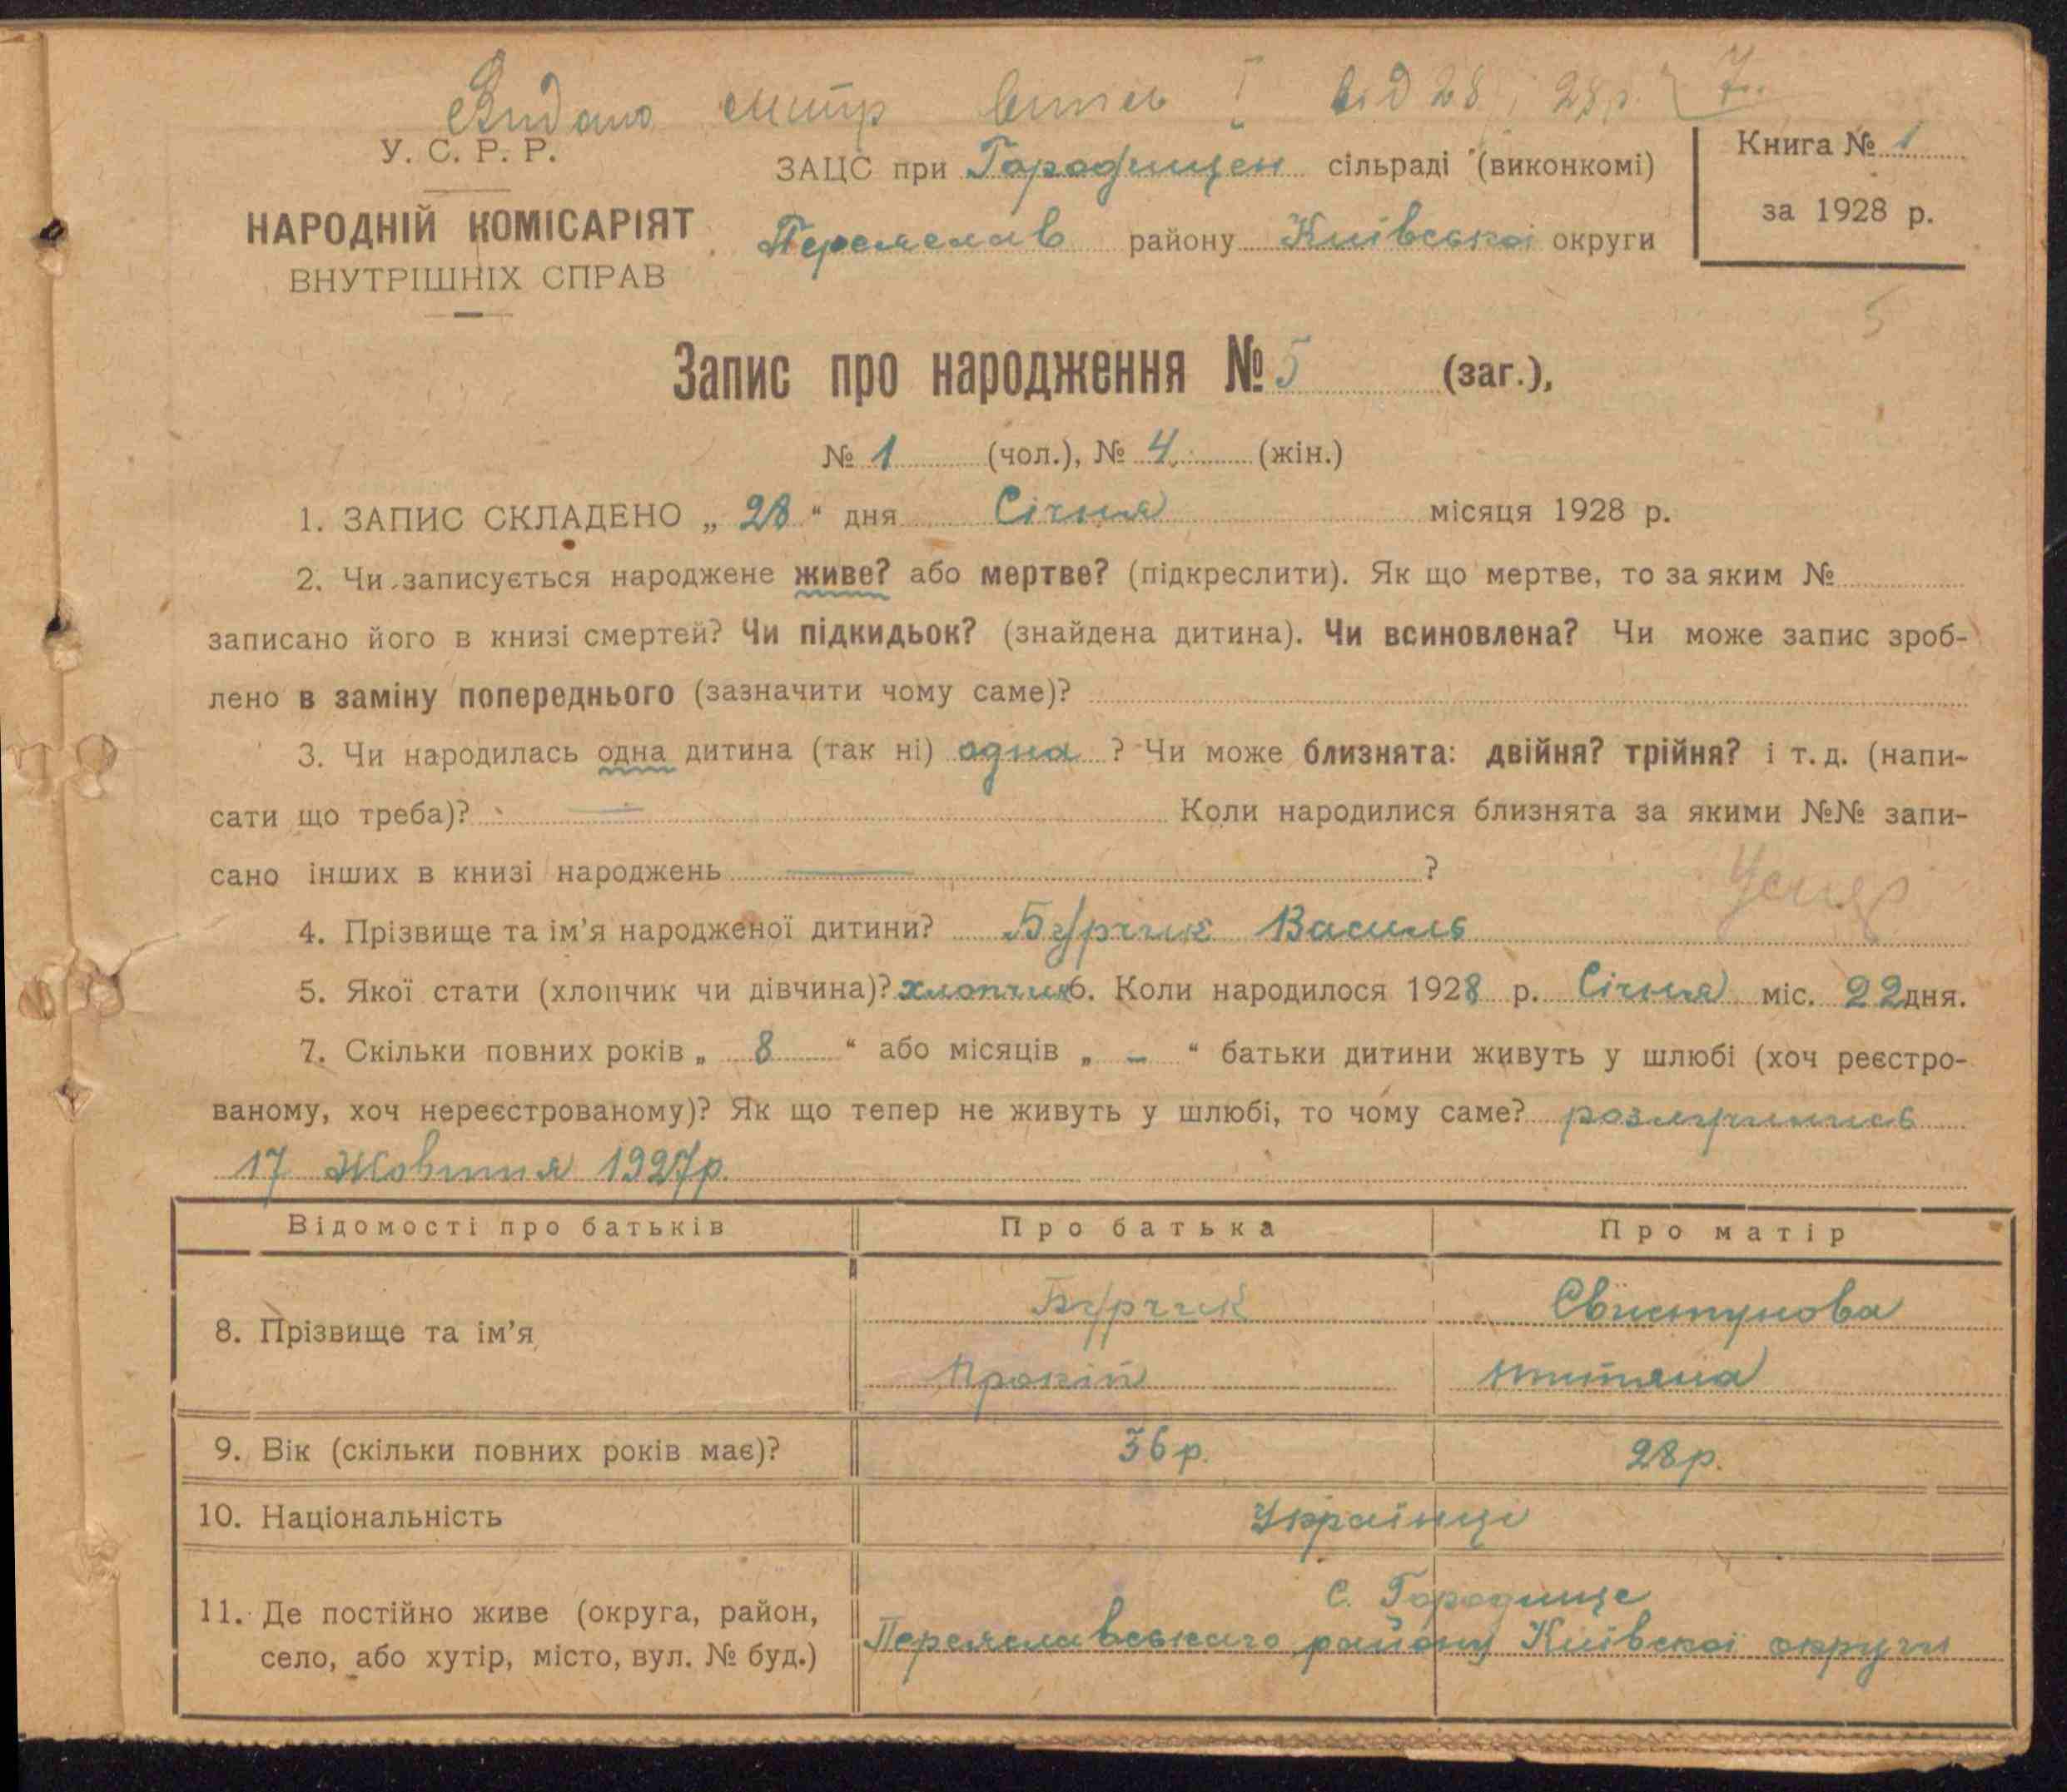 Видано метр витяг від 28, 28р. 7.
У. С. Р. Р.
НАРОДНІЙ КОМІСАРІЯТ
ВНУТРІШНІХ СПРАВ
ЗАЦС при Городищен сільраді (виконкомі)
Переяслав району Київської округи
Книга № 1
за 1928 р.
5
Запис про народження № 5 (заг.),
№ 1 (чол.), № 4 (жін.)
1. ЗАПИС СКЛАДЕНО „ 28 “ дня Січня місяця 1928 р.
2. Чи записується народжене живе? або мертве? (підкреслити). Як що мертве, то за яким №
записано його в книзі смертей? Чи підкидьок? (знайдена дитина). Чи всиновлена? Чи може запис зроб-
лено в заміну попереднього (зазначити чому саме)?
3. Чи народилась одна дитина (так ні) одна ? Чи може близнята: двійня? трійня? і т. д. (напи-
сати що треба)? — Коли народилися близнята за якими №№ запи-
сано інших в книзі народжень — ?
Умер
4. Прізвище та ім’я народженої дитини? Бурчик Василь
5. Якої стати (хлопчик чи дівчина)? хлопчик 6. Коли народилося 1928 р. Січня міс. 22 дня.
7. Скільки повних років „ 8 “ або місяців „ – “ батьки дитини живуть у шлюбі (хоч реєстро-
ваному, хоч нереєстрованому)? Як що тепер не живуть у шлюбі, то чому саме? розлучились
17 Жовтня 1927р.
Відомості про батьків Про батька Про матір
8. Прізвище та ім’я
Бурчик Свистунова
Прокіп Титяна
9. Вік (скільки повних років має)? 36р. 28р.
10. Національність Українці
11. Де постійно живе (округа, район,
село, або хутір, місто, вул. № буд.)
С. Городище
Переяславського району Київської округи